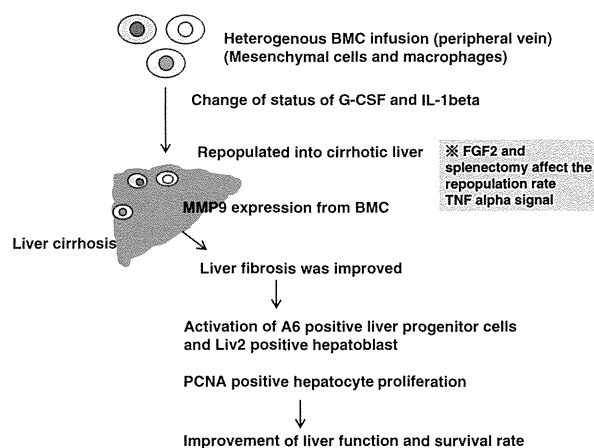 Heterogenous BMC infusion (peripheral vein)
(Mesenchymal cells and macrophages)
Change of status of G-CSF and IL-1beta
Repopulated into cirrhotic liver
※ FGF2 and
splenectomy affect the
repopulation rate
TNF alpha signal
MMP9 expression from BMC
Liver cirrhosis
Liver fibrosis was improved
Activation of A6 positive liver progenitor cells
and Liv2 positive hepatoblast
PCNA positive hepatocyte proliferation
Improvement of liver function and survival rate